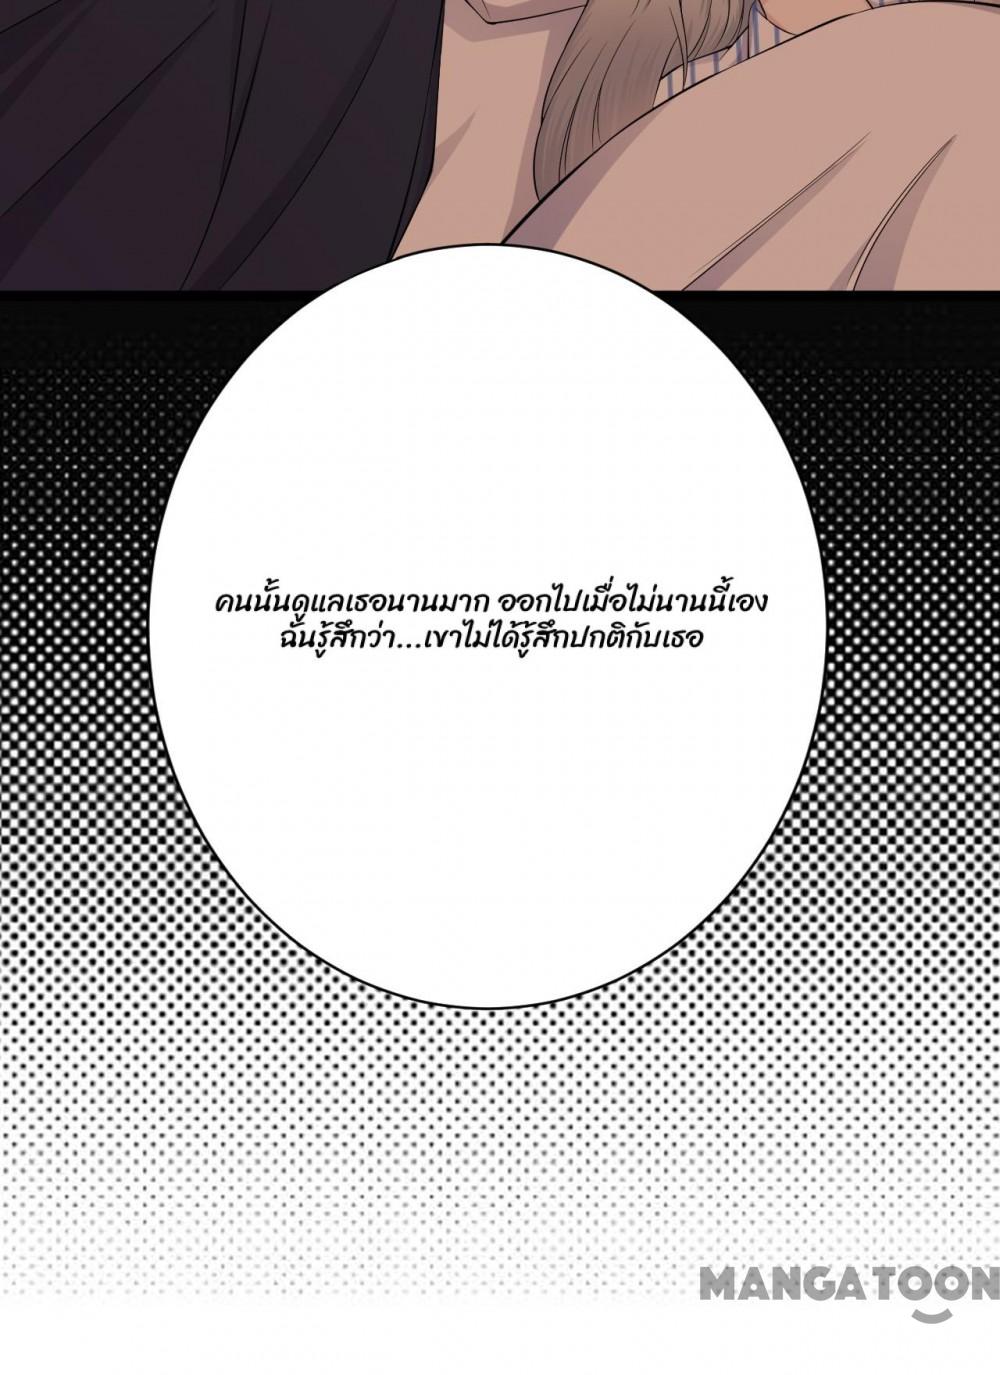 คนนั้นดูแลเธอนานมาก ออกไปเมื่อไม่นานนี้เอง
ฉันรู้สึกว่า...เขาไม่ได้รู้สึกปกติกับเธอ
MANGATOON